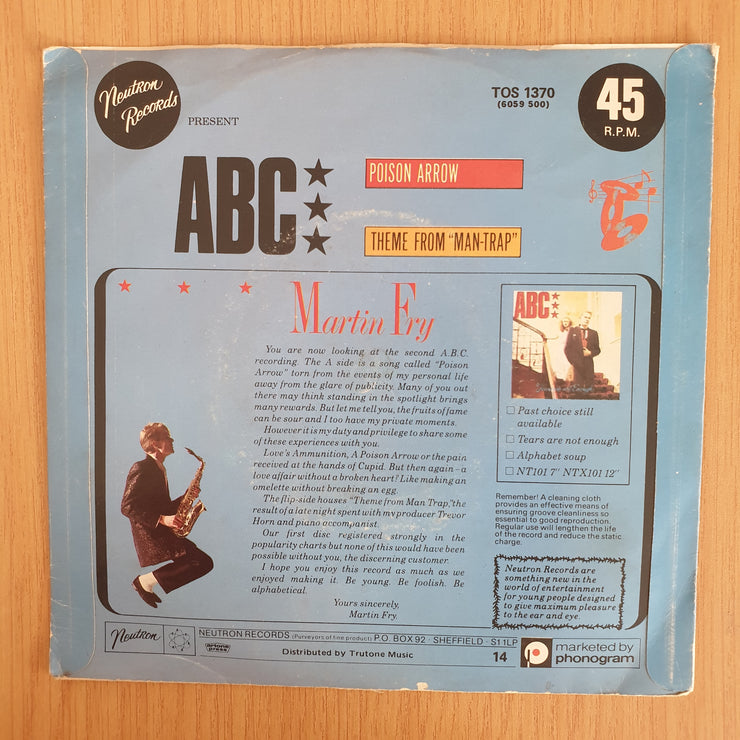 Neutron Records
PRESENT
TOS 1370
(6059 500)
45
R.P.M.
ABC
POISON ARROW
THEME FROM "MAN-TRAP"
Martin Fry
You are now looking at the second A.B.C.
recording. The A side is a song called "Poison
Arrow" torn from the events of my personal life
away from the glare of publicity. Many of you out
there may think standing in the spotlight brings
many rewards. But let me tell you, the fruits of fame
can be sour and I too have my private moments.
However it is my duty and privilege to share some
of these experiences with you.
Love's Ammunition, A Poison Arrow or the pain
received at the hands of Cupid. But then again – a
love affair without a broken heart? Like making an
omelette without breaking an egg.
The flip-side houses "Theme from Man Trap," the
result of a late night spent with my producer Trevor
Horn and piano accompanist.
Our first disc registered strongly in the
popularity charts but none of this would have been
possible without you, the discerning customer.
I hope you enjoy this record as much as we
enjoyed making it. Be young. Be foolish. Be
alphabetical.
Yours sincerely,
Martin Fry.
ABC
Past choice still
available
Tears are not enough
Alphabet soup
NT101 7" NTX101 12"
Remember! A cleaning cloth
provides an effective means of
ensuring groove cleanliness so
essential to good reproduction.
Regular use will lengthen the life
of the record and reduce the static
charge.
Neutron Records are
something new in the
world of entertainment
for young people designed
to give maximum pleasure
to the ear and eye.
Neutron
artone press
NEUTRON RECORDS (Purveyors of fine product) P.O. BOX 92 · SHEFFIELD · S1 1LP
Distributed by Trutone Music
14
marketed by
phonogram